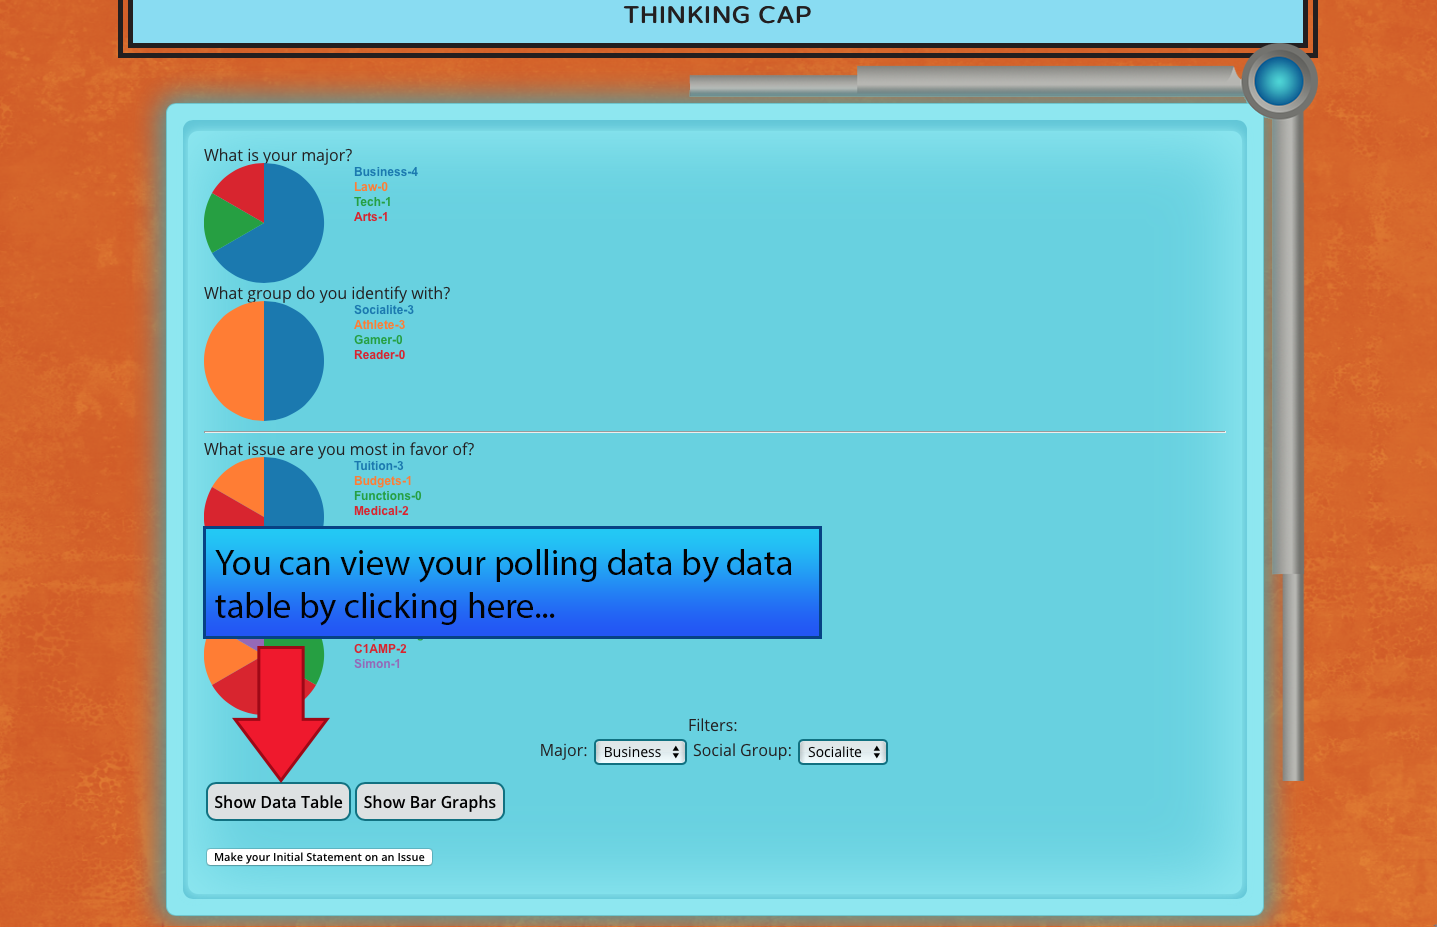 THINKING CAP
What is your major?
Business-4
Law-0
Tech-1
Arts-1
What group do you identify with?
Socialite-3
Athlete-3
Gamer-0
Reader-0
What issue are you most in favor of?
Tuition-3
Budgets-1
Functions-0
Medical-2
You can view your polling data by data
table by clicking here...
C1AMP-2
Simon-1
Filters:
Major: Business Social Group: Socialite
Show Data Table Show Bar Graphs
Make your Initial Statement on an Issue